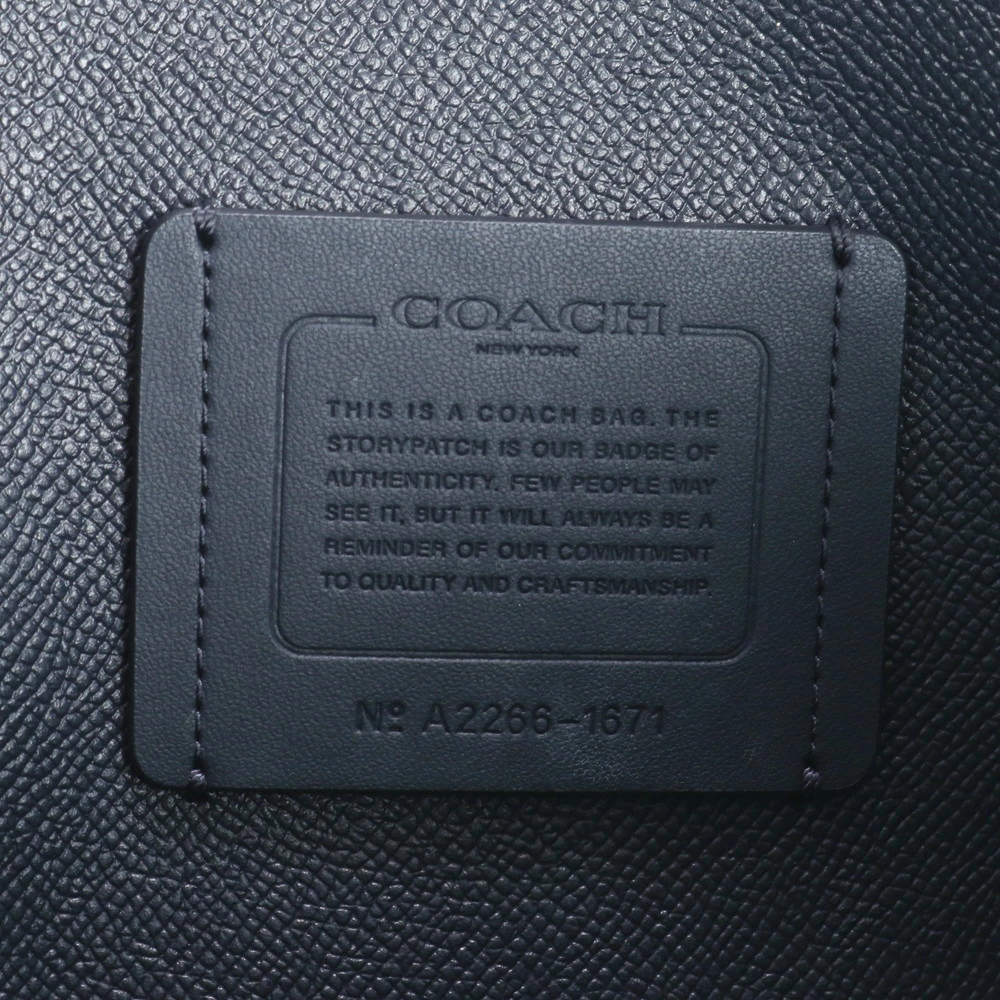 COACH
NEW YORK
THIS IS A COACH BAG. THE
STORYPATCH IS OUR BADGE OF
AUTHENTICITY. FEW PEOPLE MAY
SEE IT, BUT IT WILL ALWAYS BE A
REMINDER OF OUR COMMITMENT
TO QUALITY AND CRAFTSMANSHIP.
Nº A2266-1671